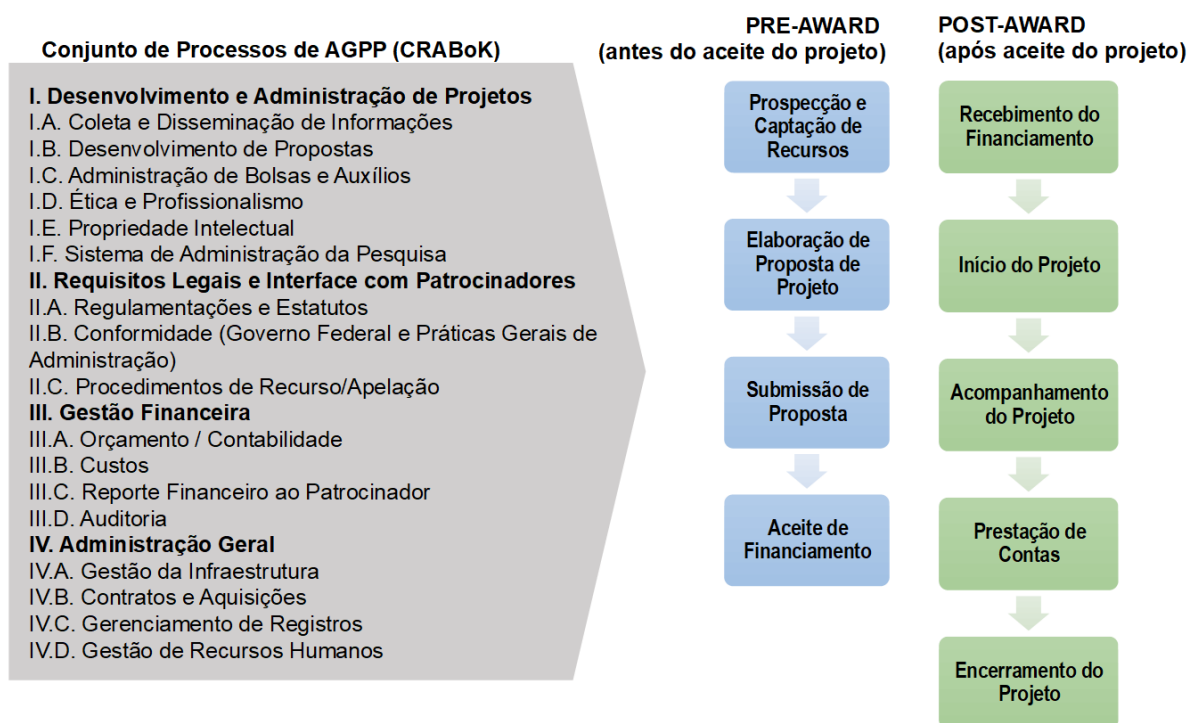 Conjunto de Processos de AGPP (CRABoK)
I. Desenvolvimento e Administração de Projetos
I.A. Coleta e Disseminação de Informações
I.B. Desenvolvimento de Propostas
I.C. Administração de Bolsas e Auxílios
I.D. Ética e Profissionalismo
I.E. Propriedade Intelectual
I.F. Sistema de Administração da Pesquisa
II. Requisitos Legais e Interface com Patrocinadores
II.A. Regulamentações e Estatutos
II.B. Conformidade (Governo Federal e Práticas Gerais de
Administração)
II.C. Procedimentos de Recurso/Apelação
III. Gestão Financeira
III.A. Orçamento / Contabilidade
III.B. Custos
III.C. Reporte Financeiro ao Patrocinador
III.D. Auditoria
IV. Administração Geral
IV.A. Gestão da Infraestrutura
IV.B. Contratos e Aquisições
IV.C. Gerenciamento de Registros
IV.D. Gestão de Recursos Humanos
PRE-AWARD
(antes do aceite do projeto)
Prospecção e
Captação de
Recursos
Elaboração de
Proposta de
Projeto
Submissão de
Proposta
Aceite de
Financiamento
POST-AWARD
(após aceite do projeto)
Recebimento do
Financiamento
Início do Projeto
Acompanhamento
do Projeto
Prestação de
Contas
Encerramento do
Projeto